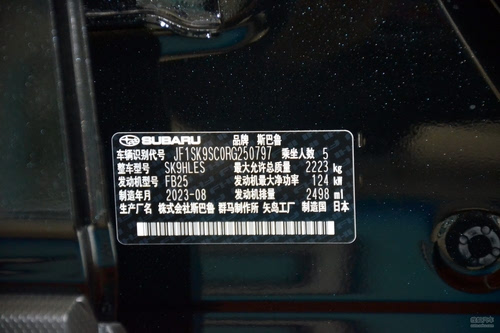 SUBARU 品牌 斯巴鲁
车辆识别代号 JF1SK9SC0RG250797 乘坐人数 5
整车型号 SK9HLES 最大允许总质量 2223 kg
发动机型号 FB25 发动机最大净功率 124 kW
制造年月 2023-08 发动机排量 2498 ml
生产厂名 株式会社斯巴鲁 群马制作所 矢岛工厂 制造国 日本